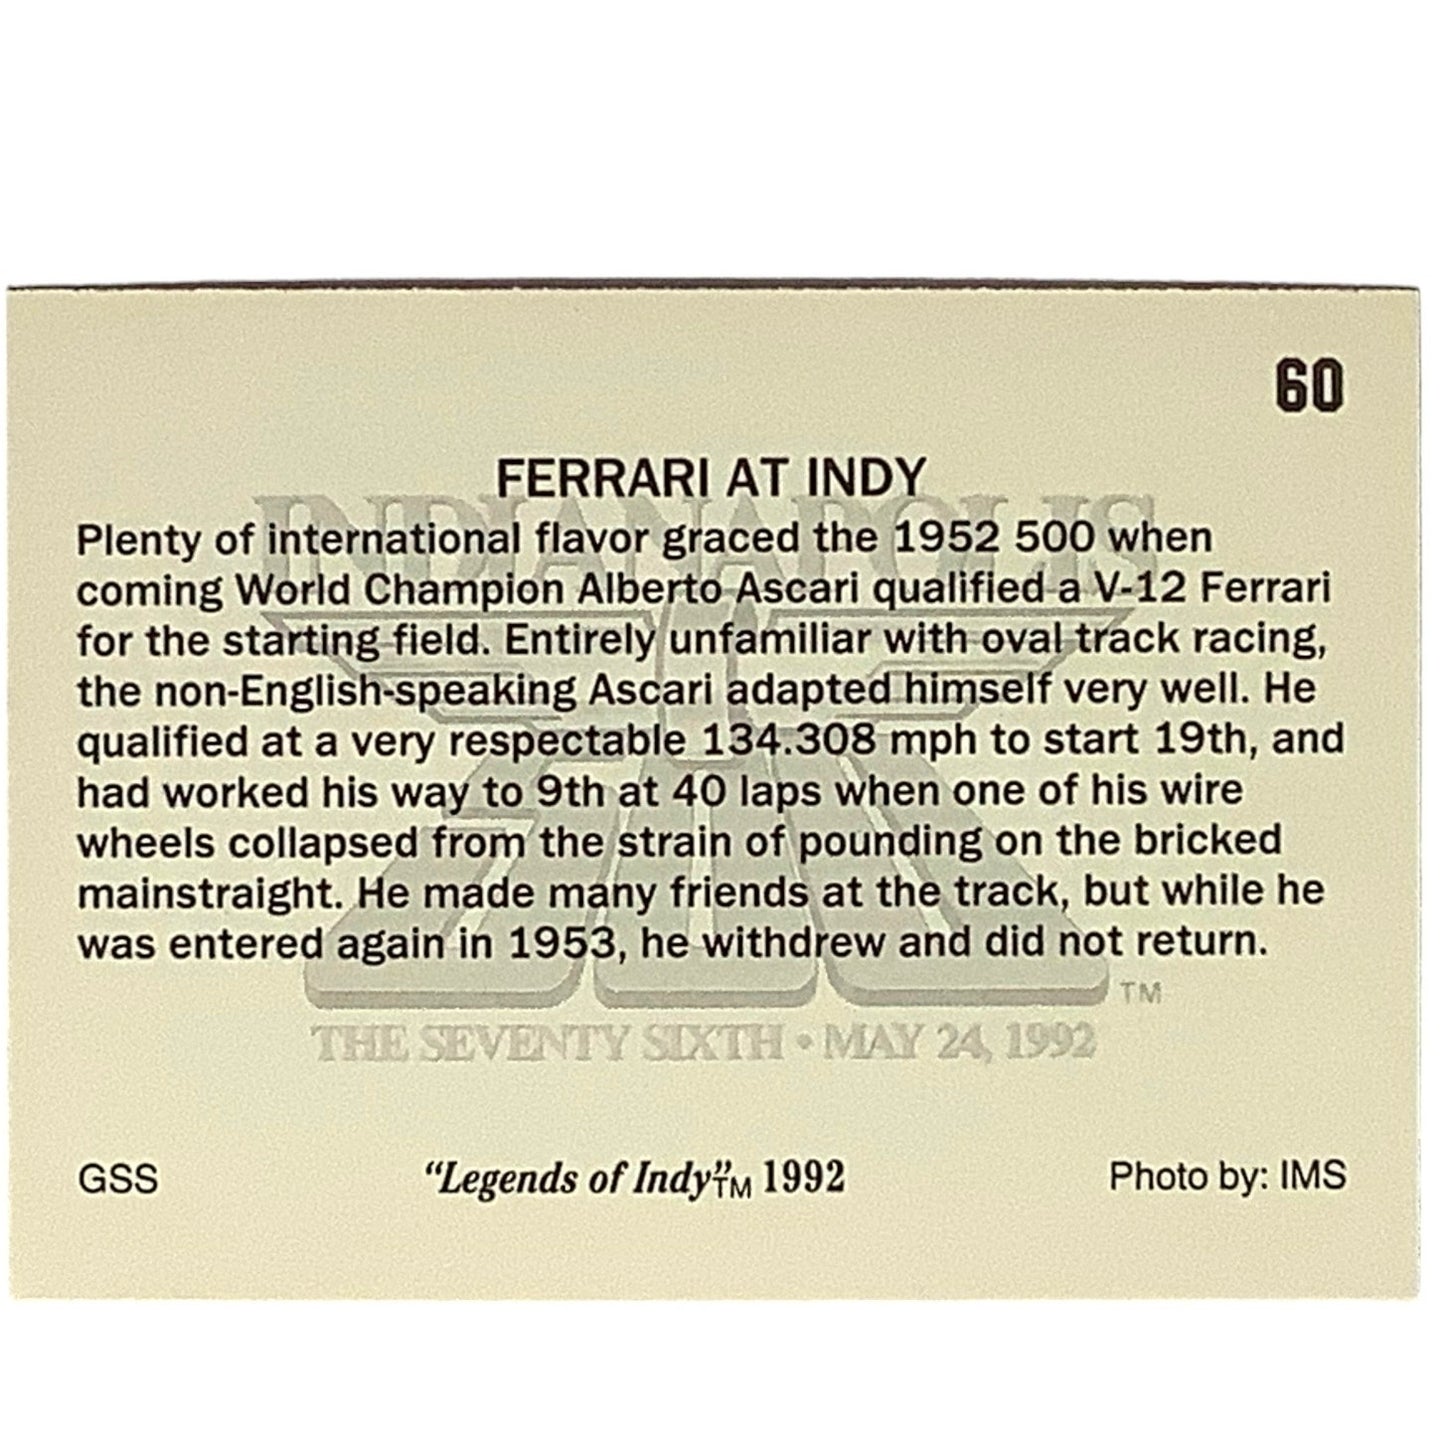 60
FERRARI AT INDY
INDIANAPOLIS
Plenty of international flavor graced the 1952 500 when
coming World Champion Alberto Ascari qualified a V-12 Ferrari
for the starting field. Entirely unfamiliar with oval track racing,
the non-English-speaking Ascari adapted himself very well. He
qualified at a very respectable 134.308 mph to start 19th, and
had worked his way to 9th at 40 laps when one of his wire
wheels collapsed from the strain of pounding on the bricked
mainstraight. He made many friends at the track, but while he
was entered again in 1953, he withdrew and did not return.
500
TM
THE SEVENTY SIXTH • MAY 24, 1992
GSS “Legends of Indy”TM 1992 Photo by: IMS